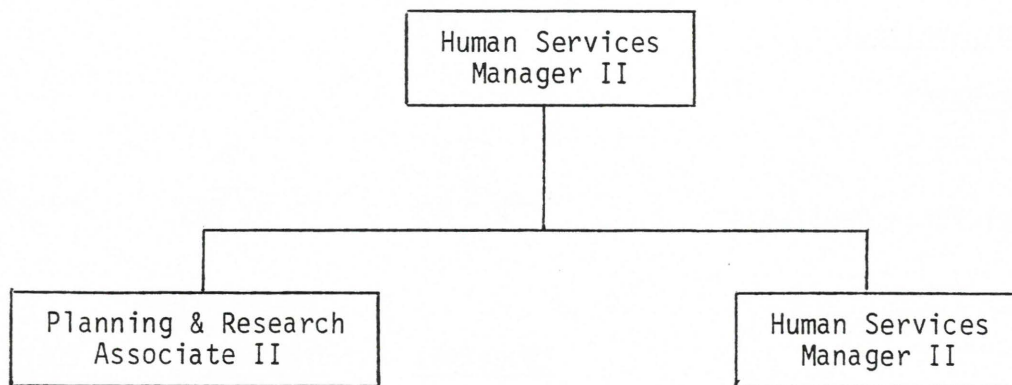 Human Services
Manager II
Planning & Research
Associate II
Human Services
Manager II